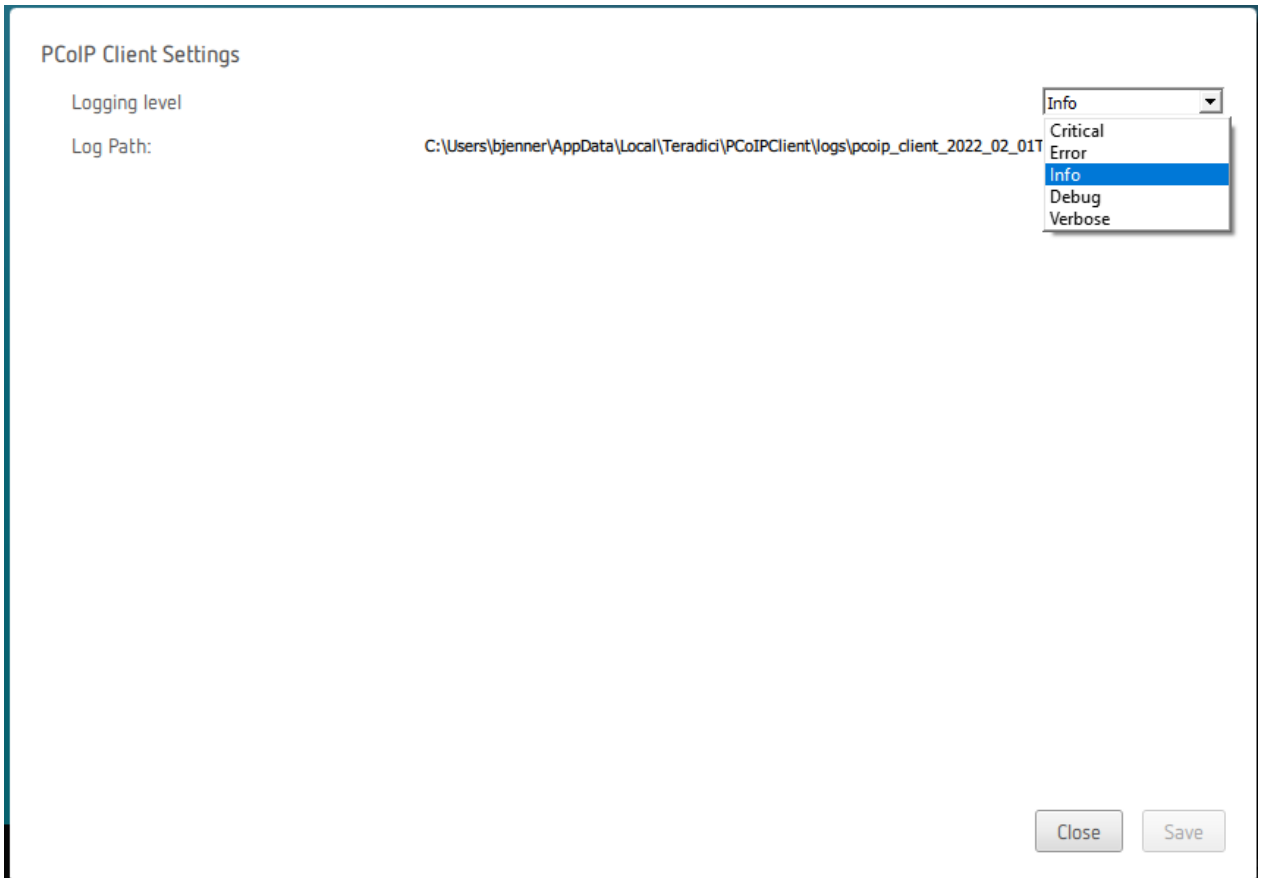 PCoIP Client Settings
Logging level
Info
Log Path:
C:\Users\bjenner\AppData\Local\Teradici\PCoIPClient\logs\pcoip_client_2022_02_01T
Critical
Error
Info
Debug
Verbose
Close
Save